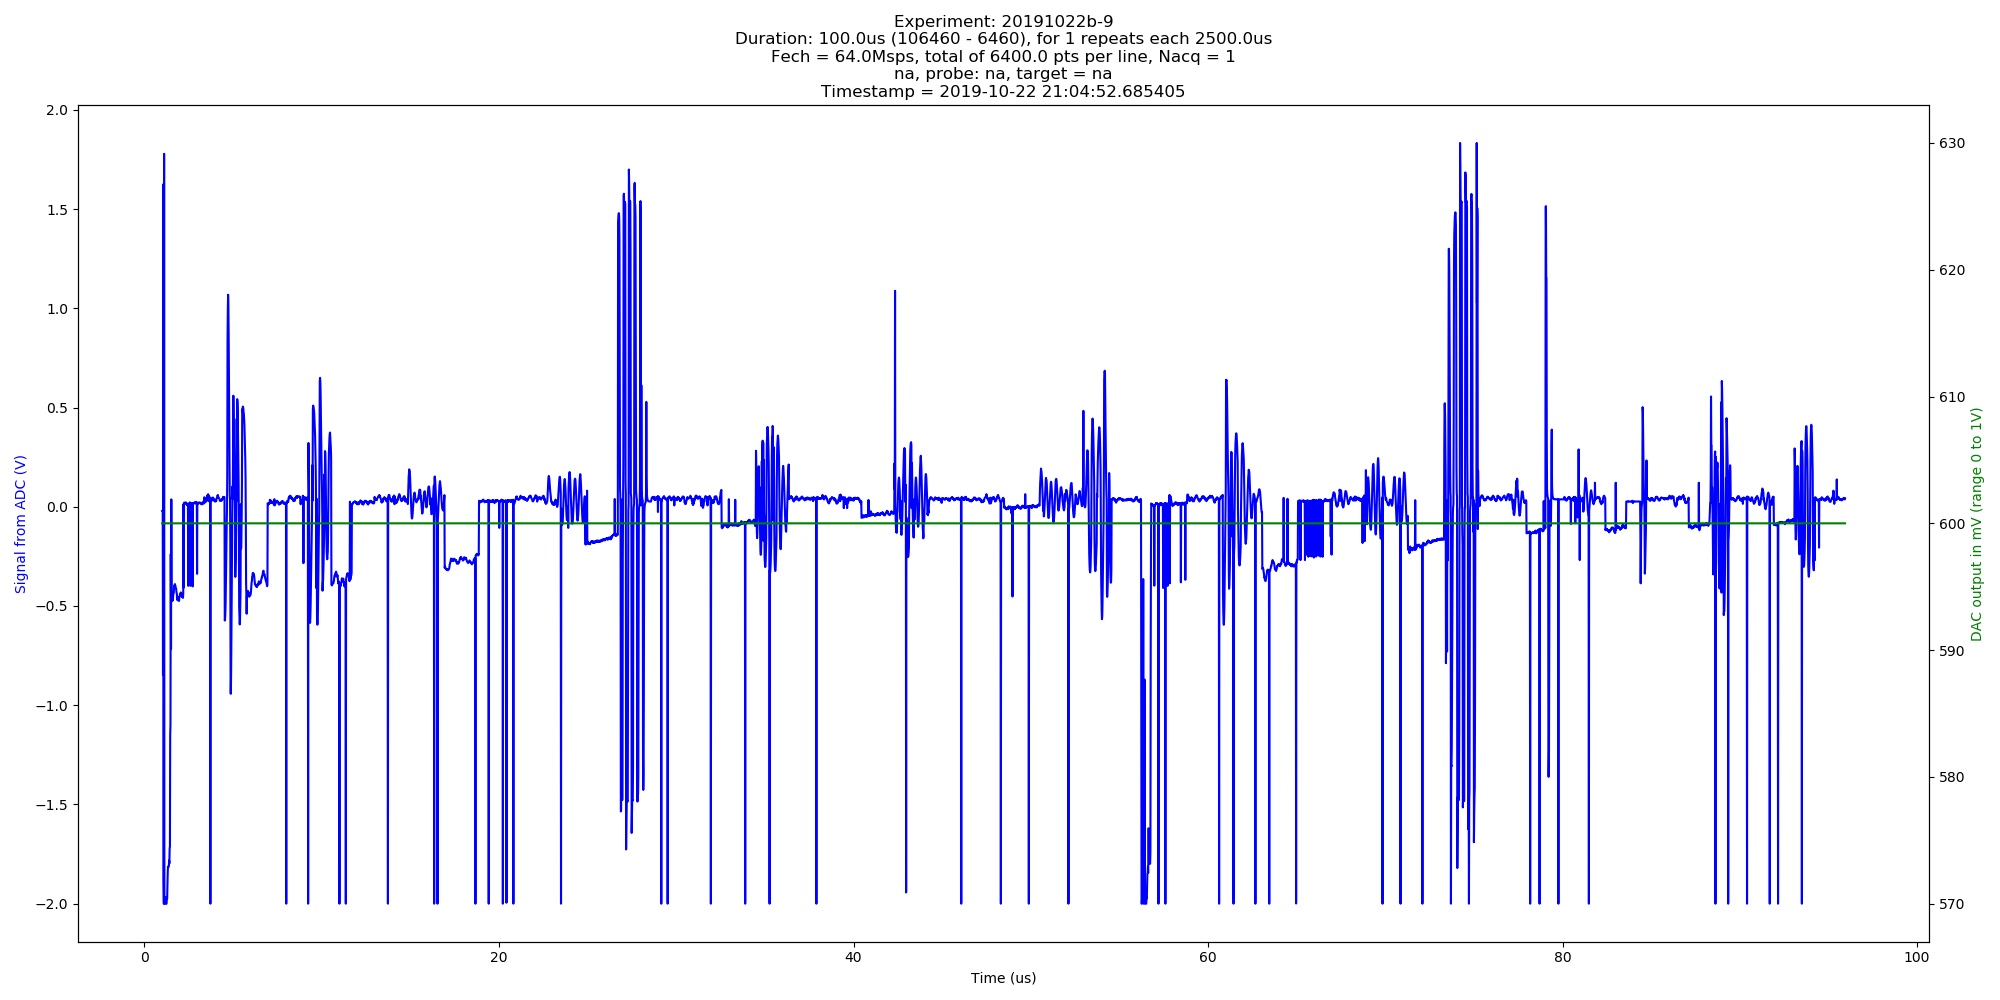 Experiment: 20191022b-9
Duration: 100.0us (106460 - 6460), for 1 repeats each 2500.0us
Fech = 64.0Msps, total of 6400.0 pts per line, Nacq = 1
na, probe: na, target = na
Timestamp = 2019-10-22 21:04:52.685405
2.0
1.5
1.0
0.5
0.0
−0.5
−1.0
−1.5
−2.0
Signal from ADC (V)
630
620
610
600
590
580
570
DAC output in mV (range 0 to 1V)
0
20
40
60
80
100
Time (us)